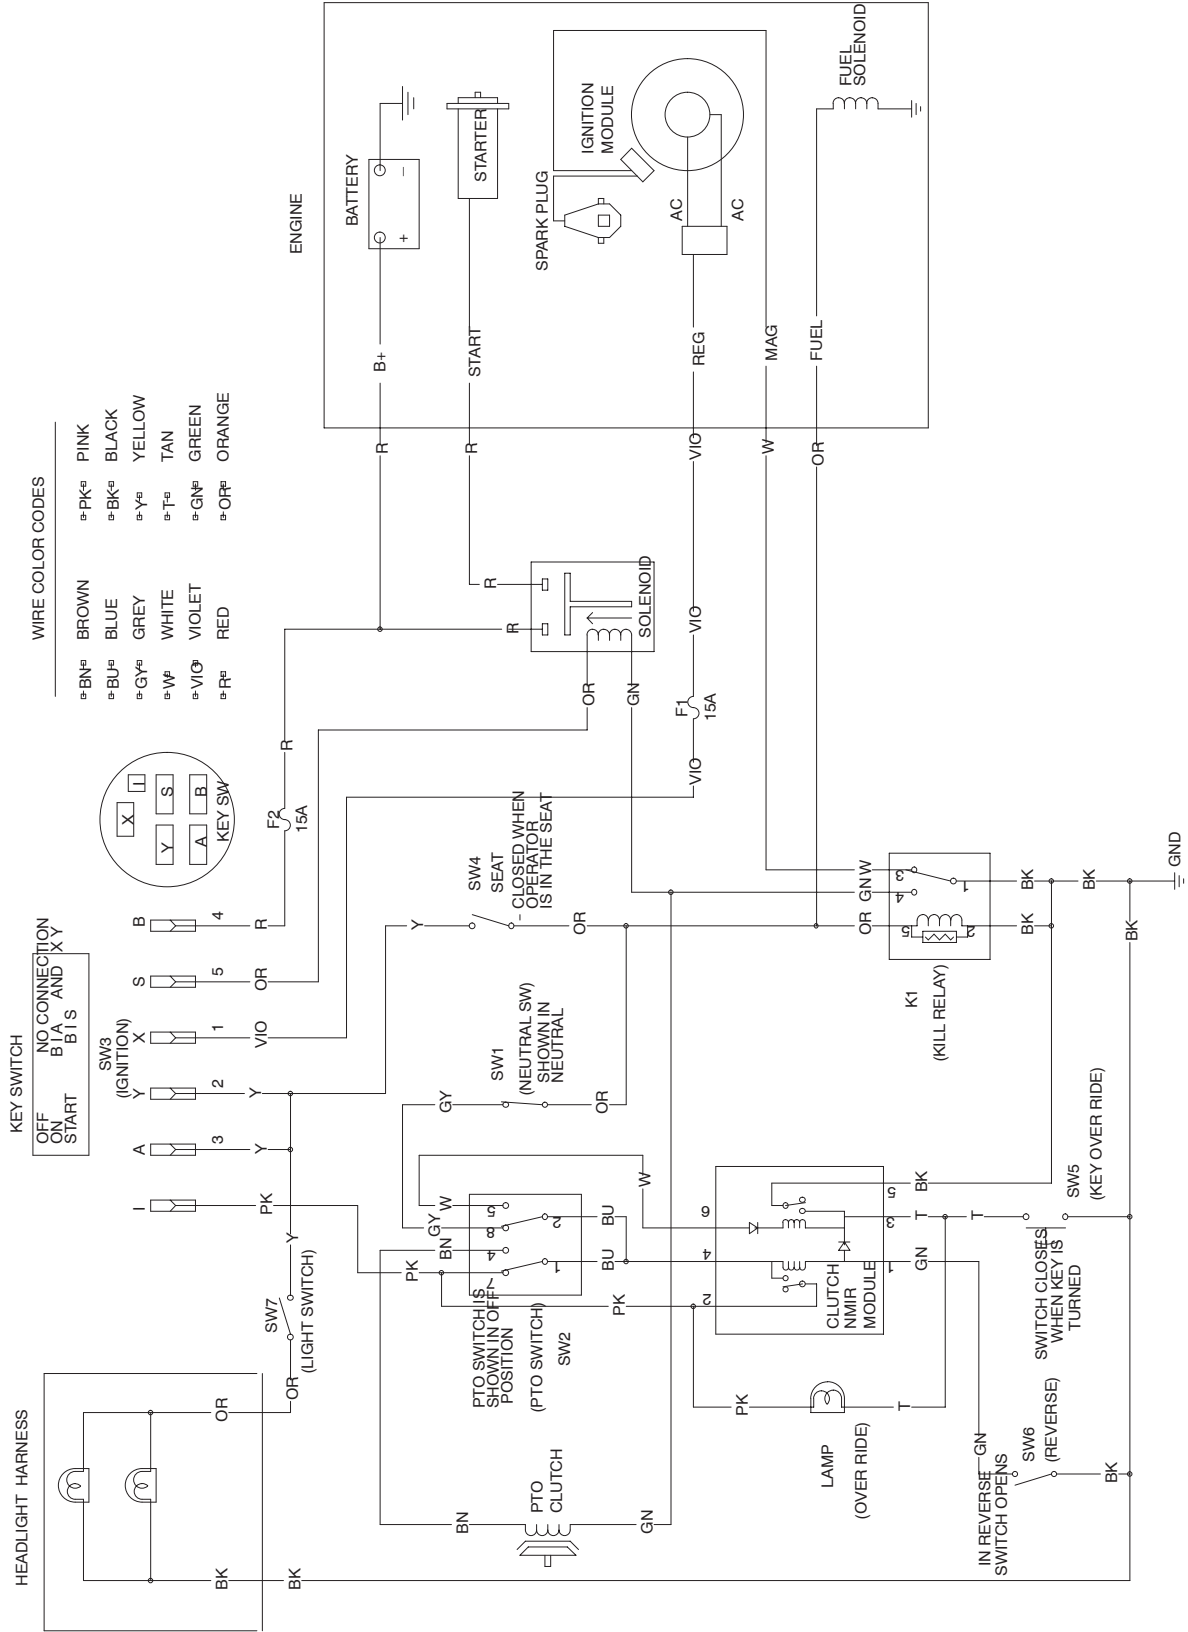 WIRE COLOR CODES
BN BROWN
BU BLUE
GY GREY
W WHITE
VIO VIOLET
R RED
PK PINK
BK BLACK
Y YELLOW
T TAN
GN GREEN
OR ORANGE
KEY SWITCH
OFF NO CONNECTION
ON B I A AND X Y
START B I S
SW3
(IGNITION)
I
A
Y
X
S
B
3
2
1
5
4
PK
Y
Y
VIO
OR
R
X
I
Y
S
A
B
KEY SW
F2
15A
R
ENGINE
BATTERY
+
–
B+
R
STARTER
START
R
R
R
SOLENOID
OR
GN
SPARK PLUG
IGNITION
MODULE
AC
AC
REG
VIO
VIO
F1
15A
VIO
MAG
W
FUEL
SOLENOID
FUEL
OR
HEADLIGHT HARNESS
OR
BK
BK
OR
SW7
(LIGHT SWITCH)
Y
Y
SW4
SEAT
– CLOSED WHEN
OPERATOR
IS IN THE SEAT
OR
GY
SW1
(NEUTRAL SW)
SHOWN IN
NEUTRAL
OR
PK
BN
GY
W
7
4
8
5
1
2
BU
BU
PTO SWITCH IS
SHOWN IN OFF
POSITION
(PTO SWITCH)
SW2
W
PK
BN
PTO
CLUTCH
GN
2
4
6
CLUTCH
NMIR
MODULE
1
3
5
GN
T
BK
T
PK
LAMP
(OVER RIDE)
T
SW5
(KEY OVER RIDE)
SWITCH CLOSES
WHEN KEY IS
TURNED
GN
SW6
(REVERSE)
IN REVERSE
SWITCH OPENS
BK
OR
GN
W
5
4
3
2
1
K1
(KILL RELAY)
BK
BK
BK
BK
GND